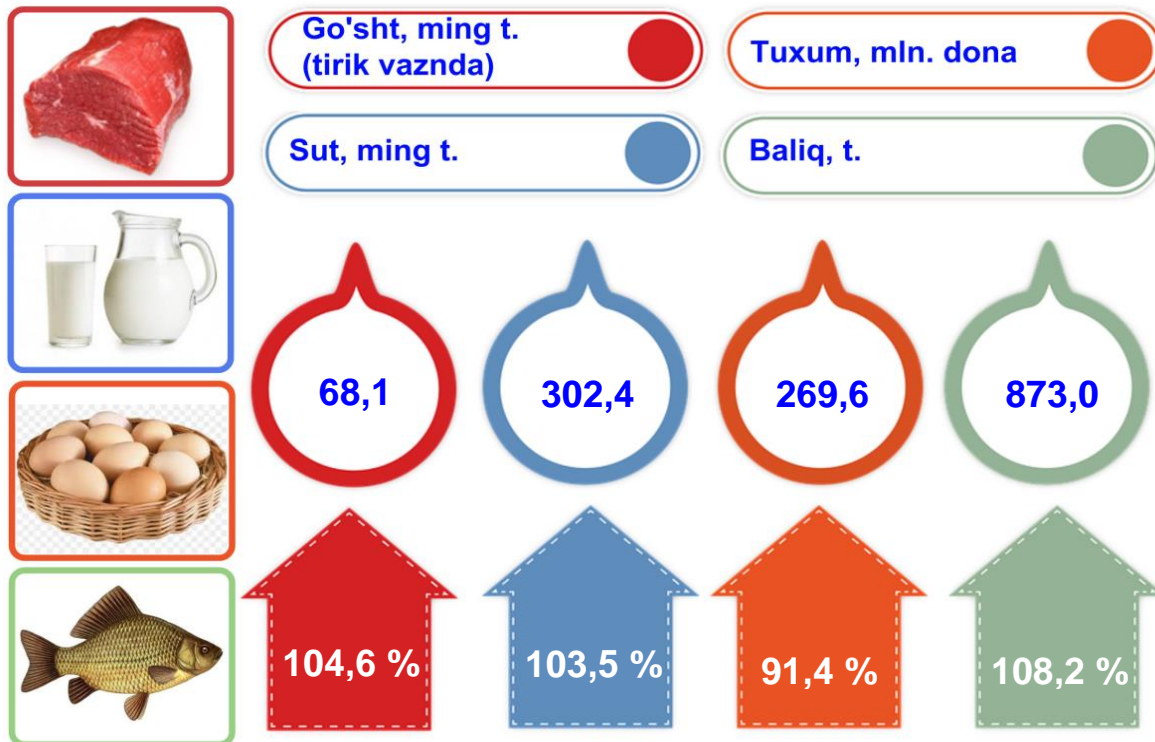 Go'sht, ming t.
(tirik vaznda)
Tuxum, mln. dona
Sut, ming t.
Baliq, t.
68,1
302,4
269,6
873,0
104,6 %
103,5 %
91,4 %
108,2 %